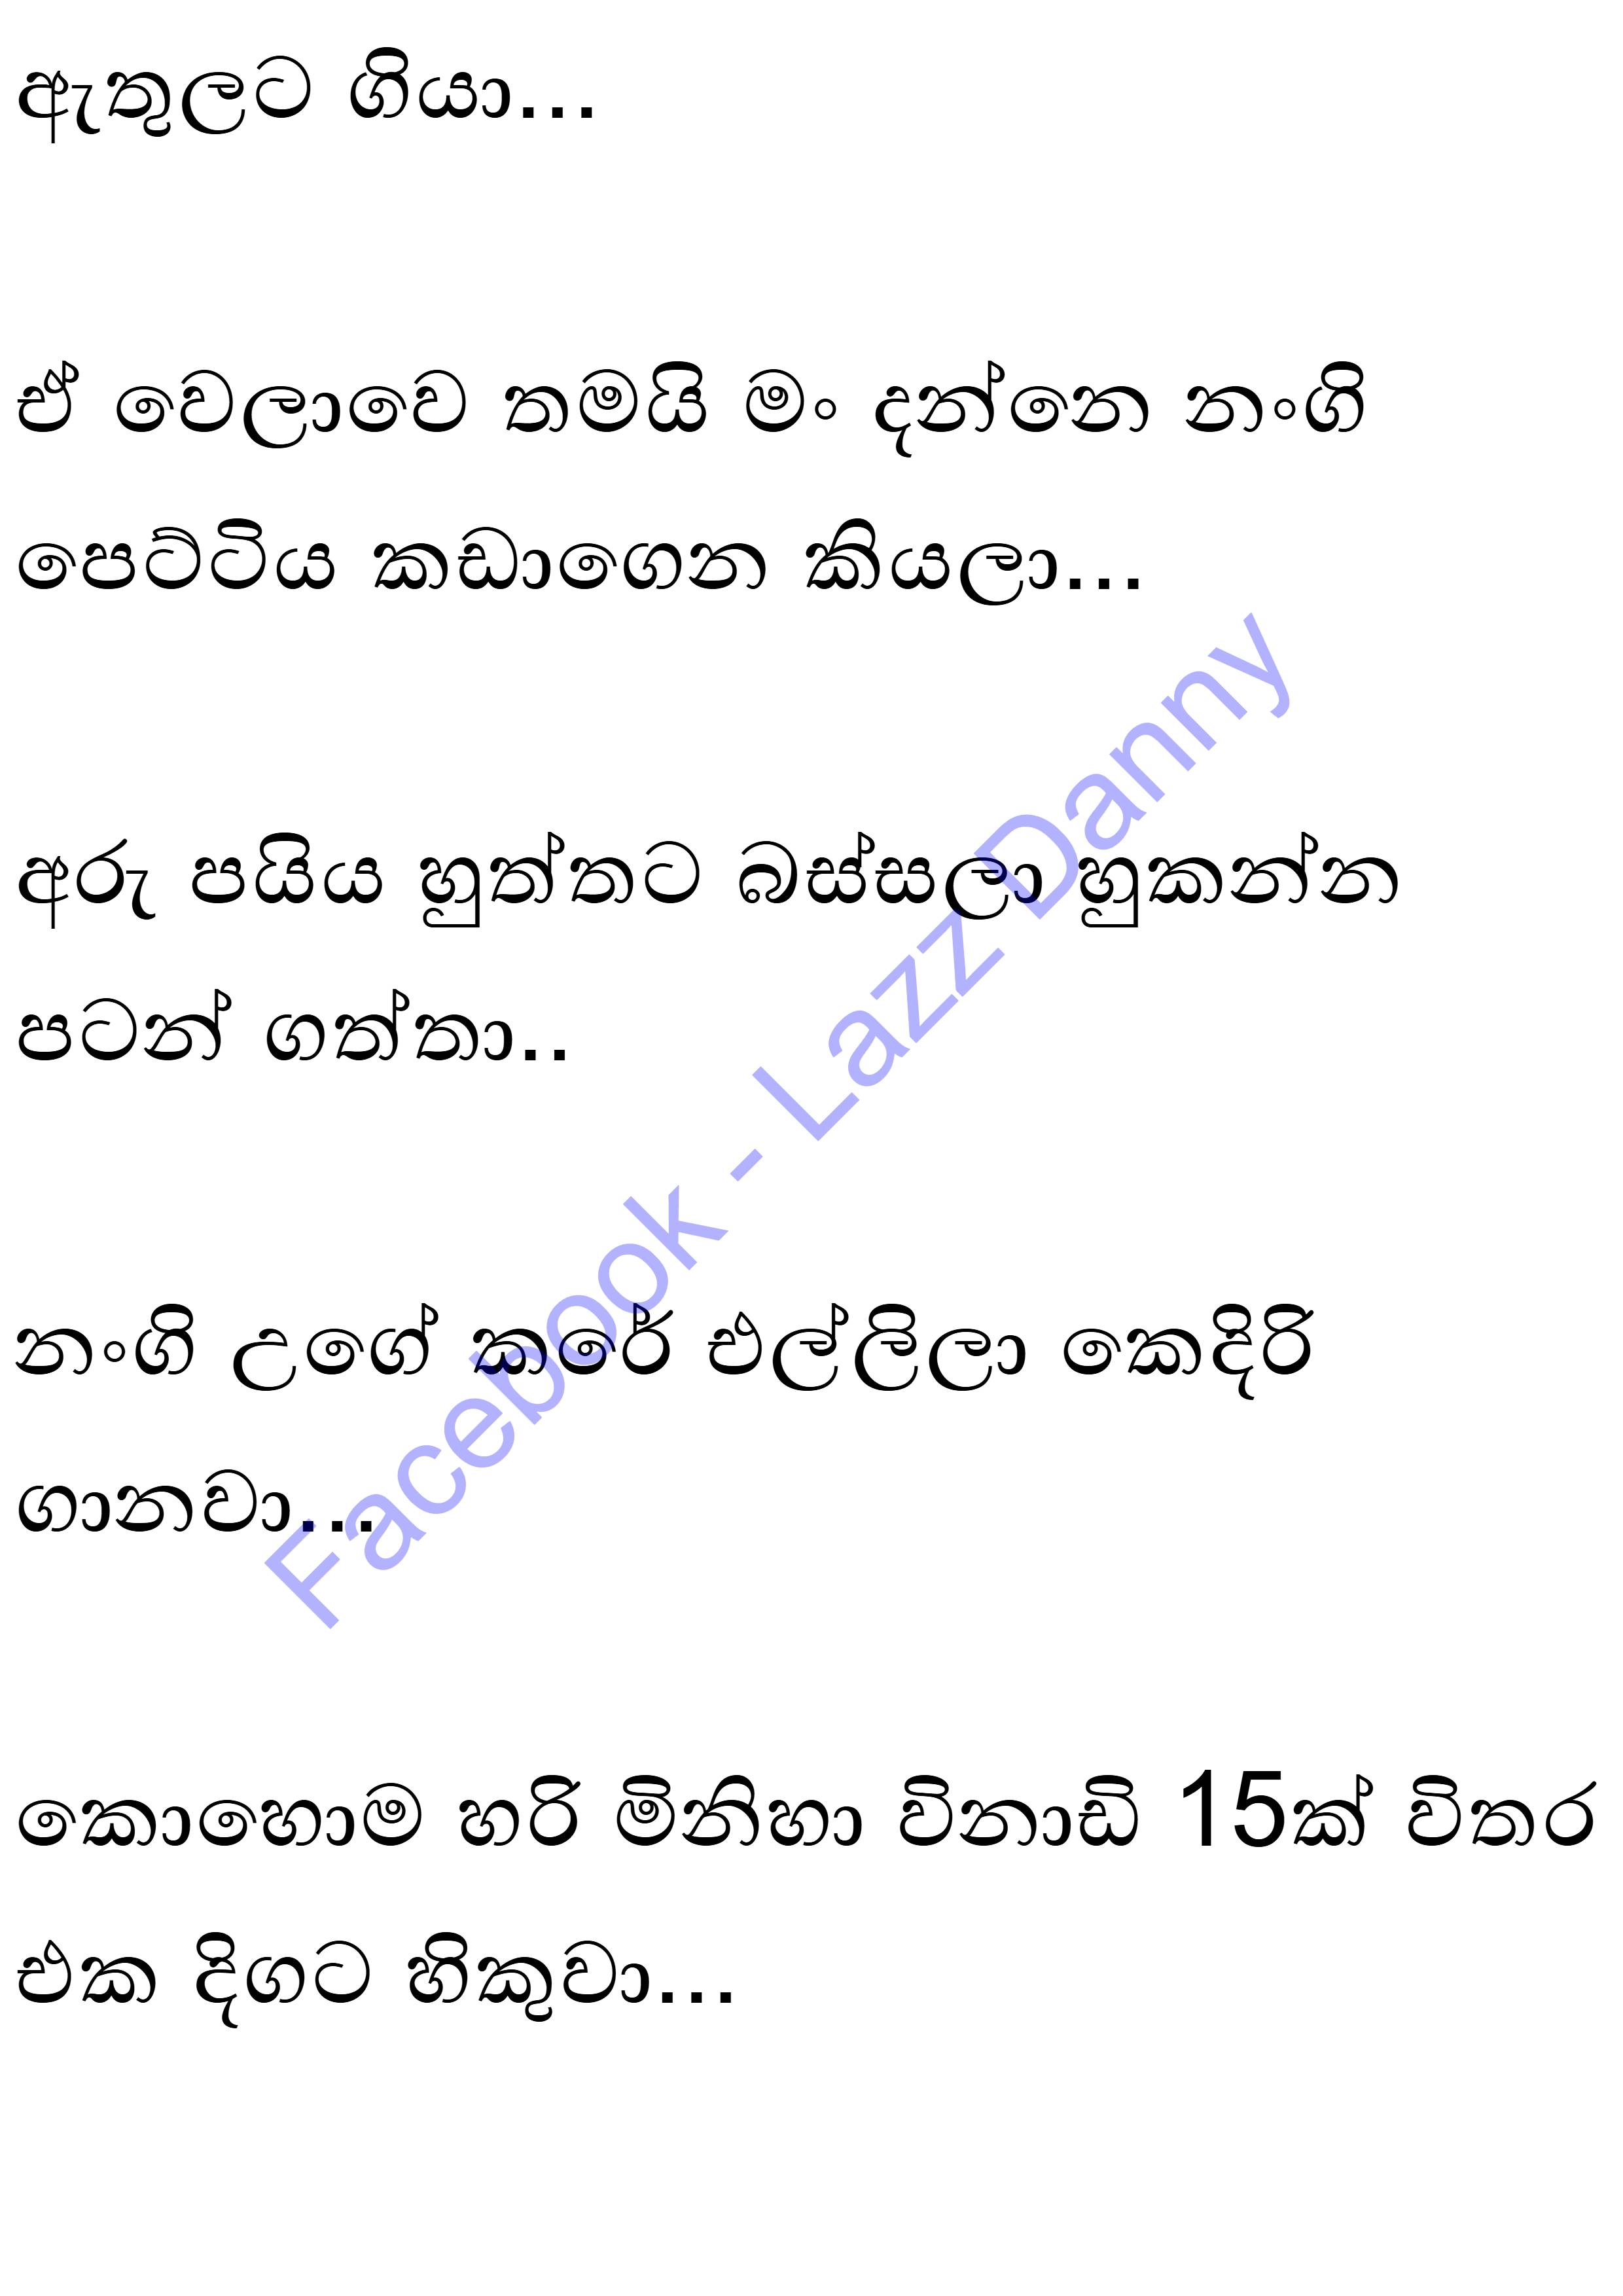 ඇතුලට ගියා...
ඒ වෙලාවෙ තමයි මං දන්නෙ නංගි
පෙට්ටිය කඩාගෙන කියලා...
අරූ පයිය හුත්තට බස්සලා හුකන්න
පටන් ගත්තා..
නංගි උගේ කරේ එල්ලිලා කෙදිරි
ගානවා...
කොහොම හරි මිනිහා විනාඩි 15ක් විතර
එක දිගට හිකුවා...
Facebook - Lazz Danny